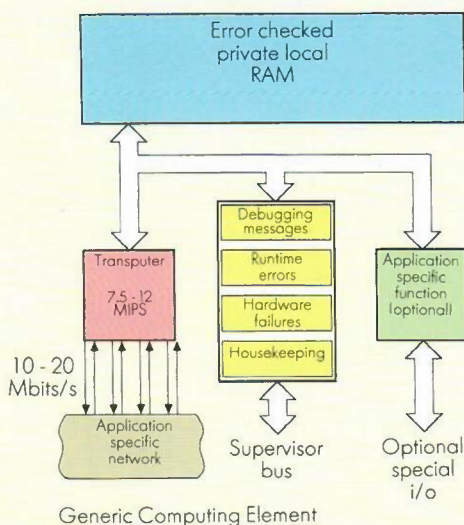 Error checked
private local
RAM
Debugging
messages
Runtime
errors
Hardware
failures
Housekeeping
Transputer
7.5 - 12
MIPS
Application
specific
function
(optional)
10 - 20
Mbits/s
Application
specific
network
Supervisor
bus
Optional
special
i/o
Generic Computing Element